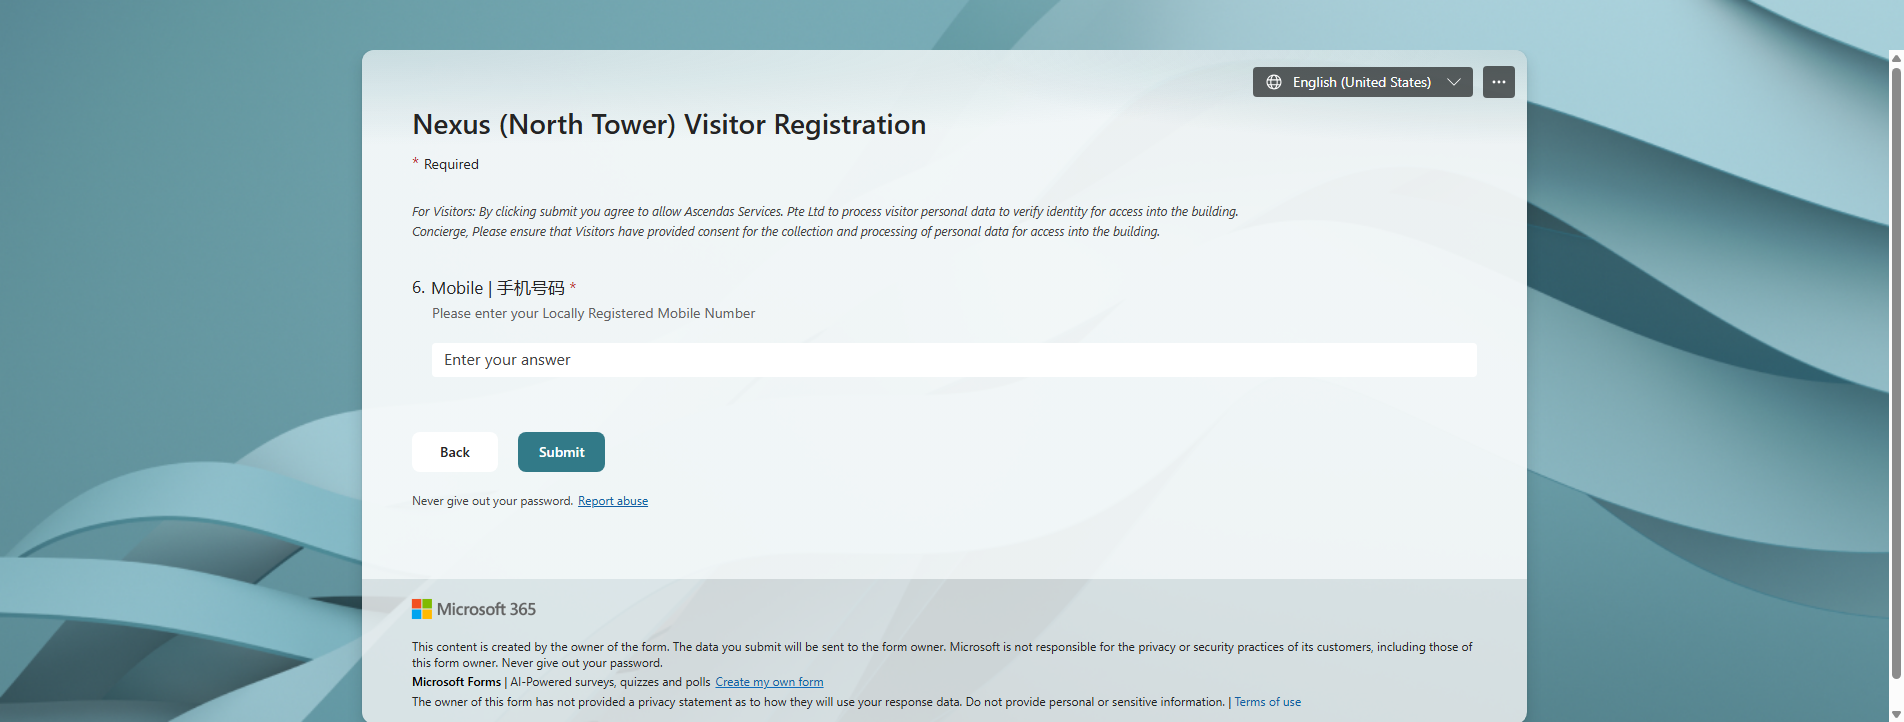 English (United States)
Nexus (North Tower) Visitor Registration
* Required
For Visitors: By clicking submit you agree to allow Ascendas Services. Pte Ltd to process visitor personal data to verify identity for access into the building.
Concierge, Please ensure that Visitors have provided consent for the collection and processing of personal data for access into the building.
6. Mobile | 手机号码 *
Please enter your Locally Registered Mobile Number
Enter your answer
Back Submit
Never give out your password. Report abuse
Microsoft 365
This content is created by the owner of the form. The data you submit will be sent to the form owner. Microsoft is not responsible for the privacy or security practices of its customers, including those of
this form owner. Never give out your password.
Microsoft Forms | AI-Powered surveys, quizzes and polls Create my own form
The owner of this form has not provided a privacy statement as to how they will use your response data. Do not provide personal or sensitive information. | Terms of use